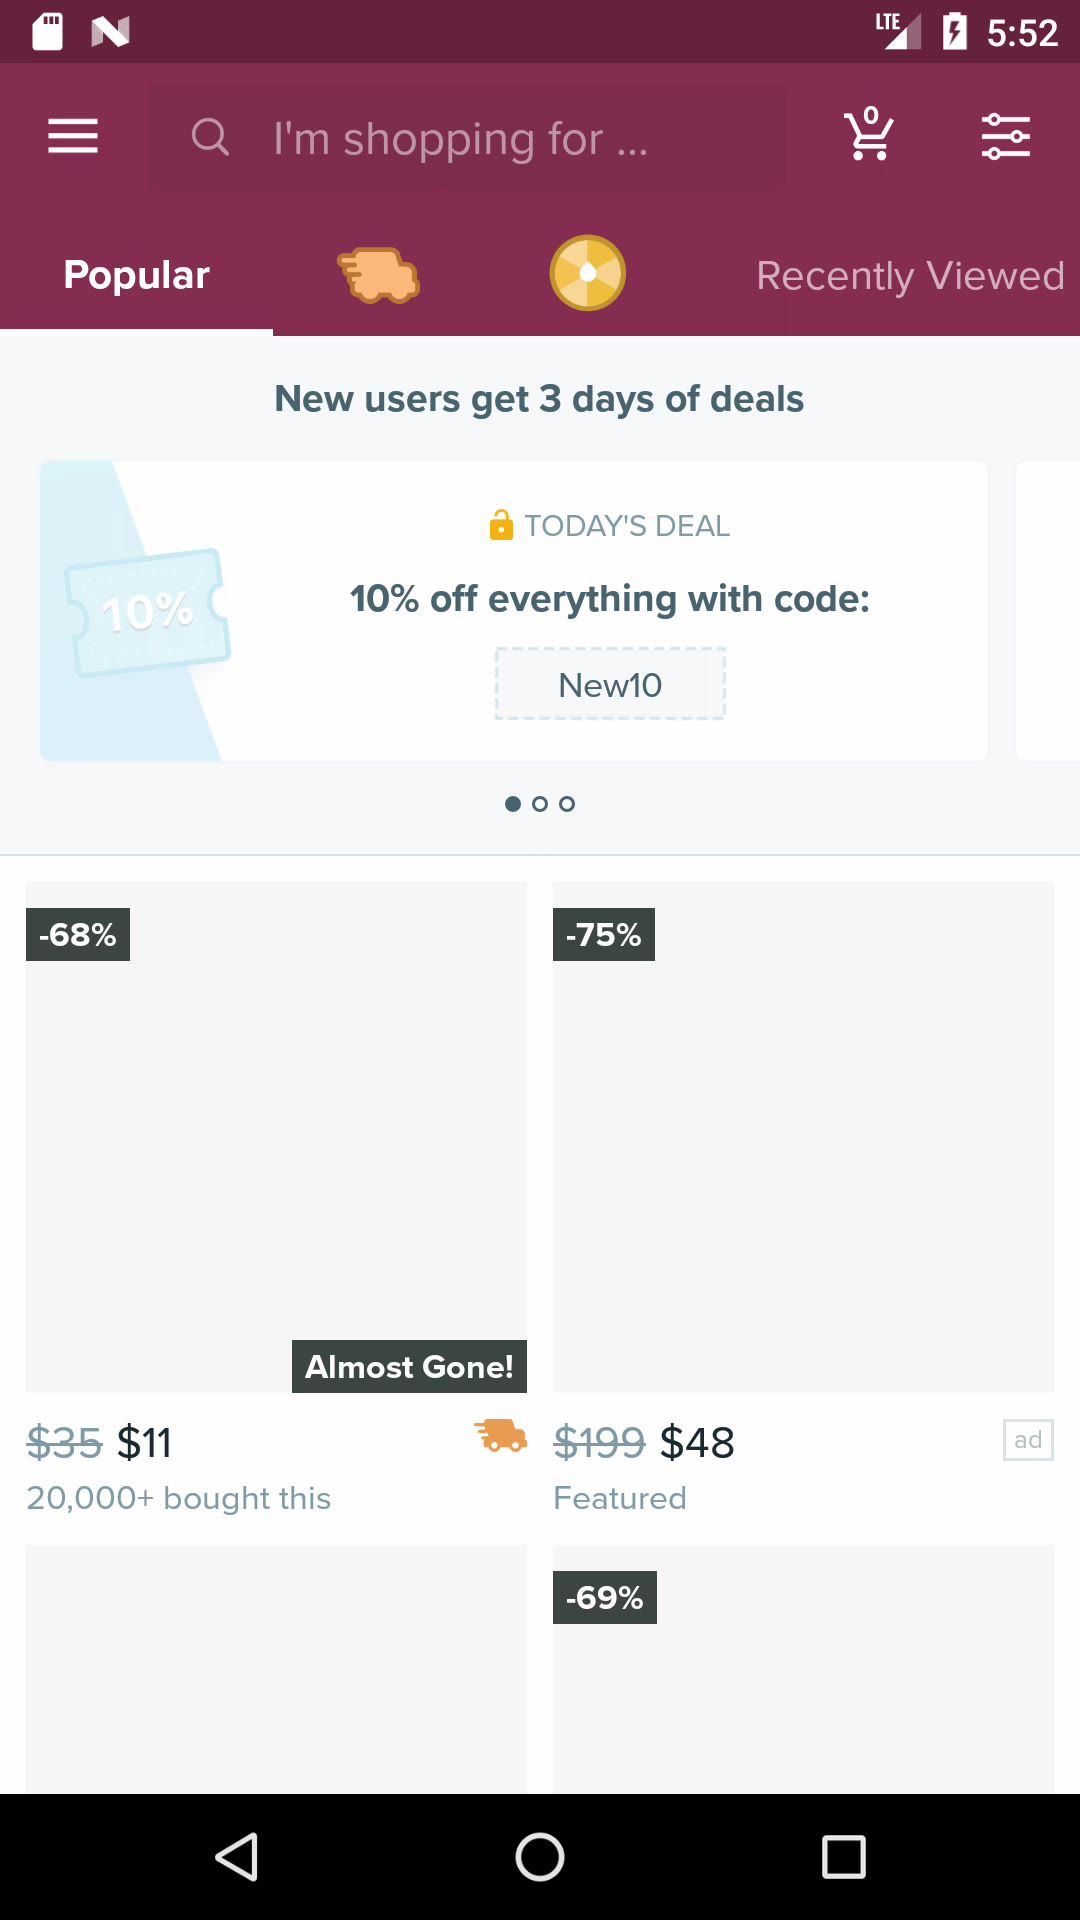 LTE 5:52
I'm shopping for ...
0
Popular
Recently Viewed
New users get 3 days of deals
TODAY'S DEAL
10% off everything with code:
10%
New10
-68%
-75%
Almost Gone!
$35 $11
$199 $48
ad
20,000+ bought this
Featured
-69%